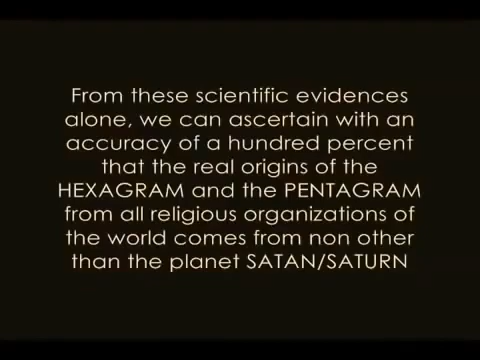 From these scientific evidences
alone, we can ascertain with an
accuracy of a hundred percent
that the real origins of the
HEXAGRAM and the PENTAGRAM
from all religious organizations of
the world comes from non other
than the planet SATAN/SATURN